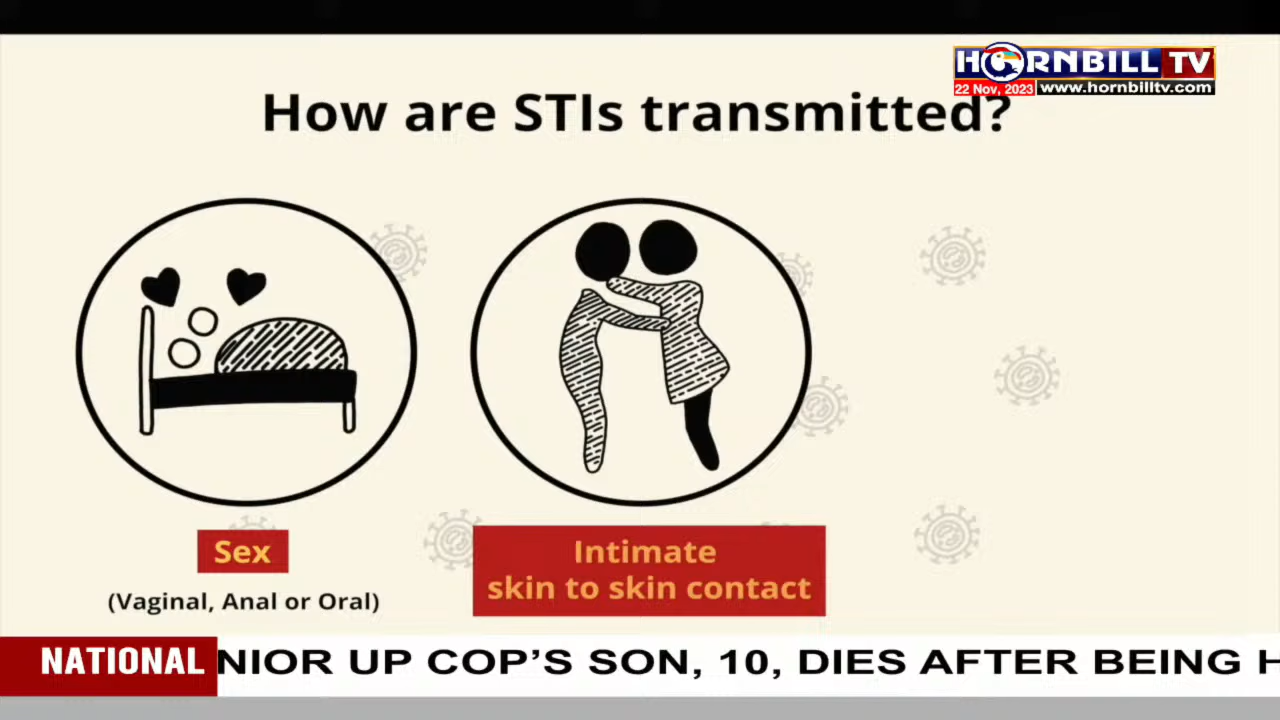 HORNBILL TV
22 Nov, 2023 www.hornbilltv.com
How are STIs transmitted?
Sex
(Vaginal, Anal or Oral)
Intimate
skin to skin contact
NATIONAL NIOR UP COP'S SON, 10, DIES AFTER BEING H